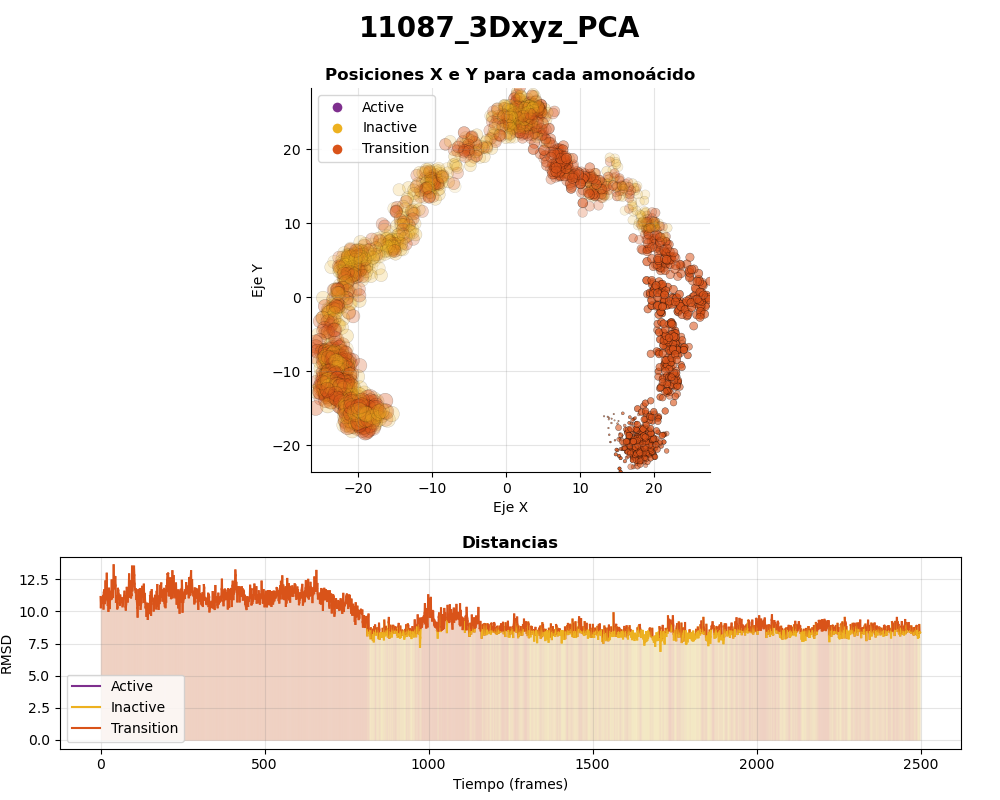 11087_3Dxyz_PCA
Posiciones X e Y para cada amonoácido
Active
Inactive
Transition
20
10
0
−10
−20
Eje Y
−20
−10
0
10
20
Eje X
Distancias
12.5
10.0
7.5
5.0
2.5
0.0
RMSD
Active
Inactive
Transition
0
500
1000
1500
2000
2500
Tiempo (frames)